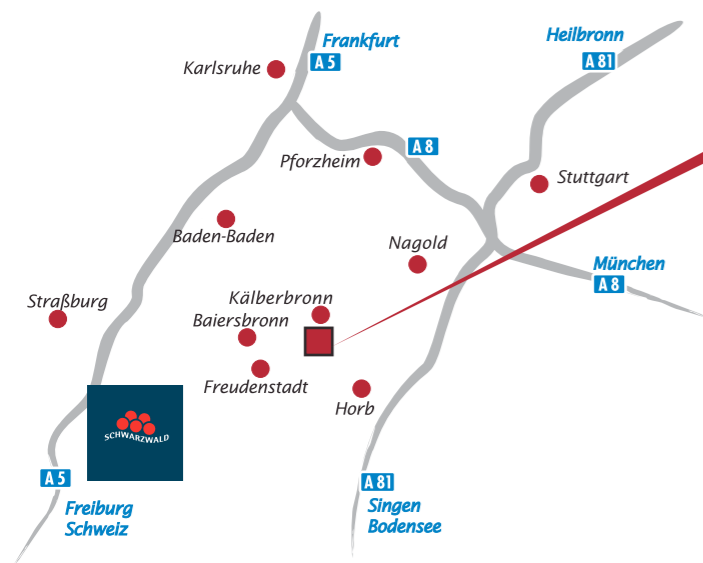 Frankfurt
A 5
Karlsruhe
Heilbronn
A 81
A 8
Pforzheim
Stuttgart
Baden-Baden
Nagold
München
A 8
Straßburg
Kälberbronn
Baiersbronn
Freudenstadt
Horb
SCHWARZWALD
A 5
Freiburg
Schweiz
A 81
Singen
Bodensee